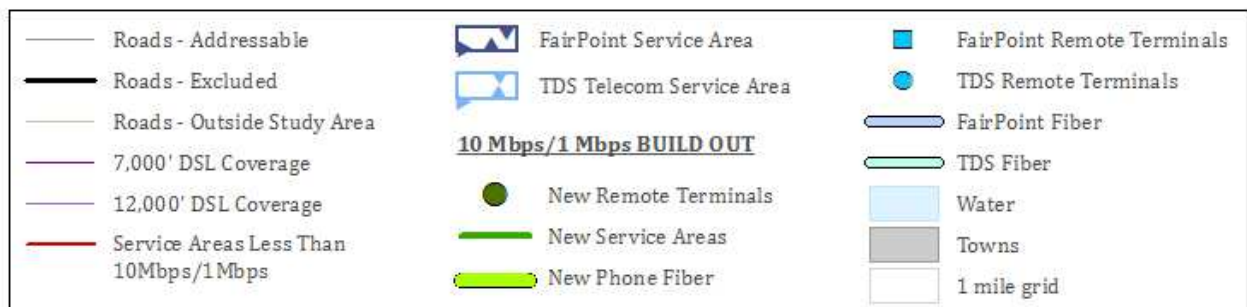 Roads - Addressable
Roads - Excluded
Roads - Outside Study Area
7,000' DSL Coverage
12,000' DSL Coverage
Service Areas Less Than
10Mbps/1Mbps
FairPoint Service Area
TDS Telecom Service Area
10 Mbps/1 Mbps BUILD OUT
New Remote Terminals
New Service Areas
New Phone Fiber
FairPoint Remote Terminals
TDS Remote Terminals
FairPoint Fiber
TDS Fiber
Water
Towns
1 mile grid